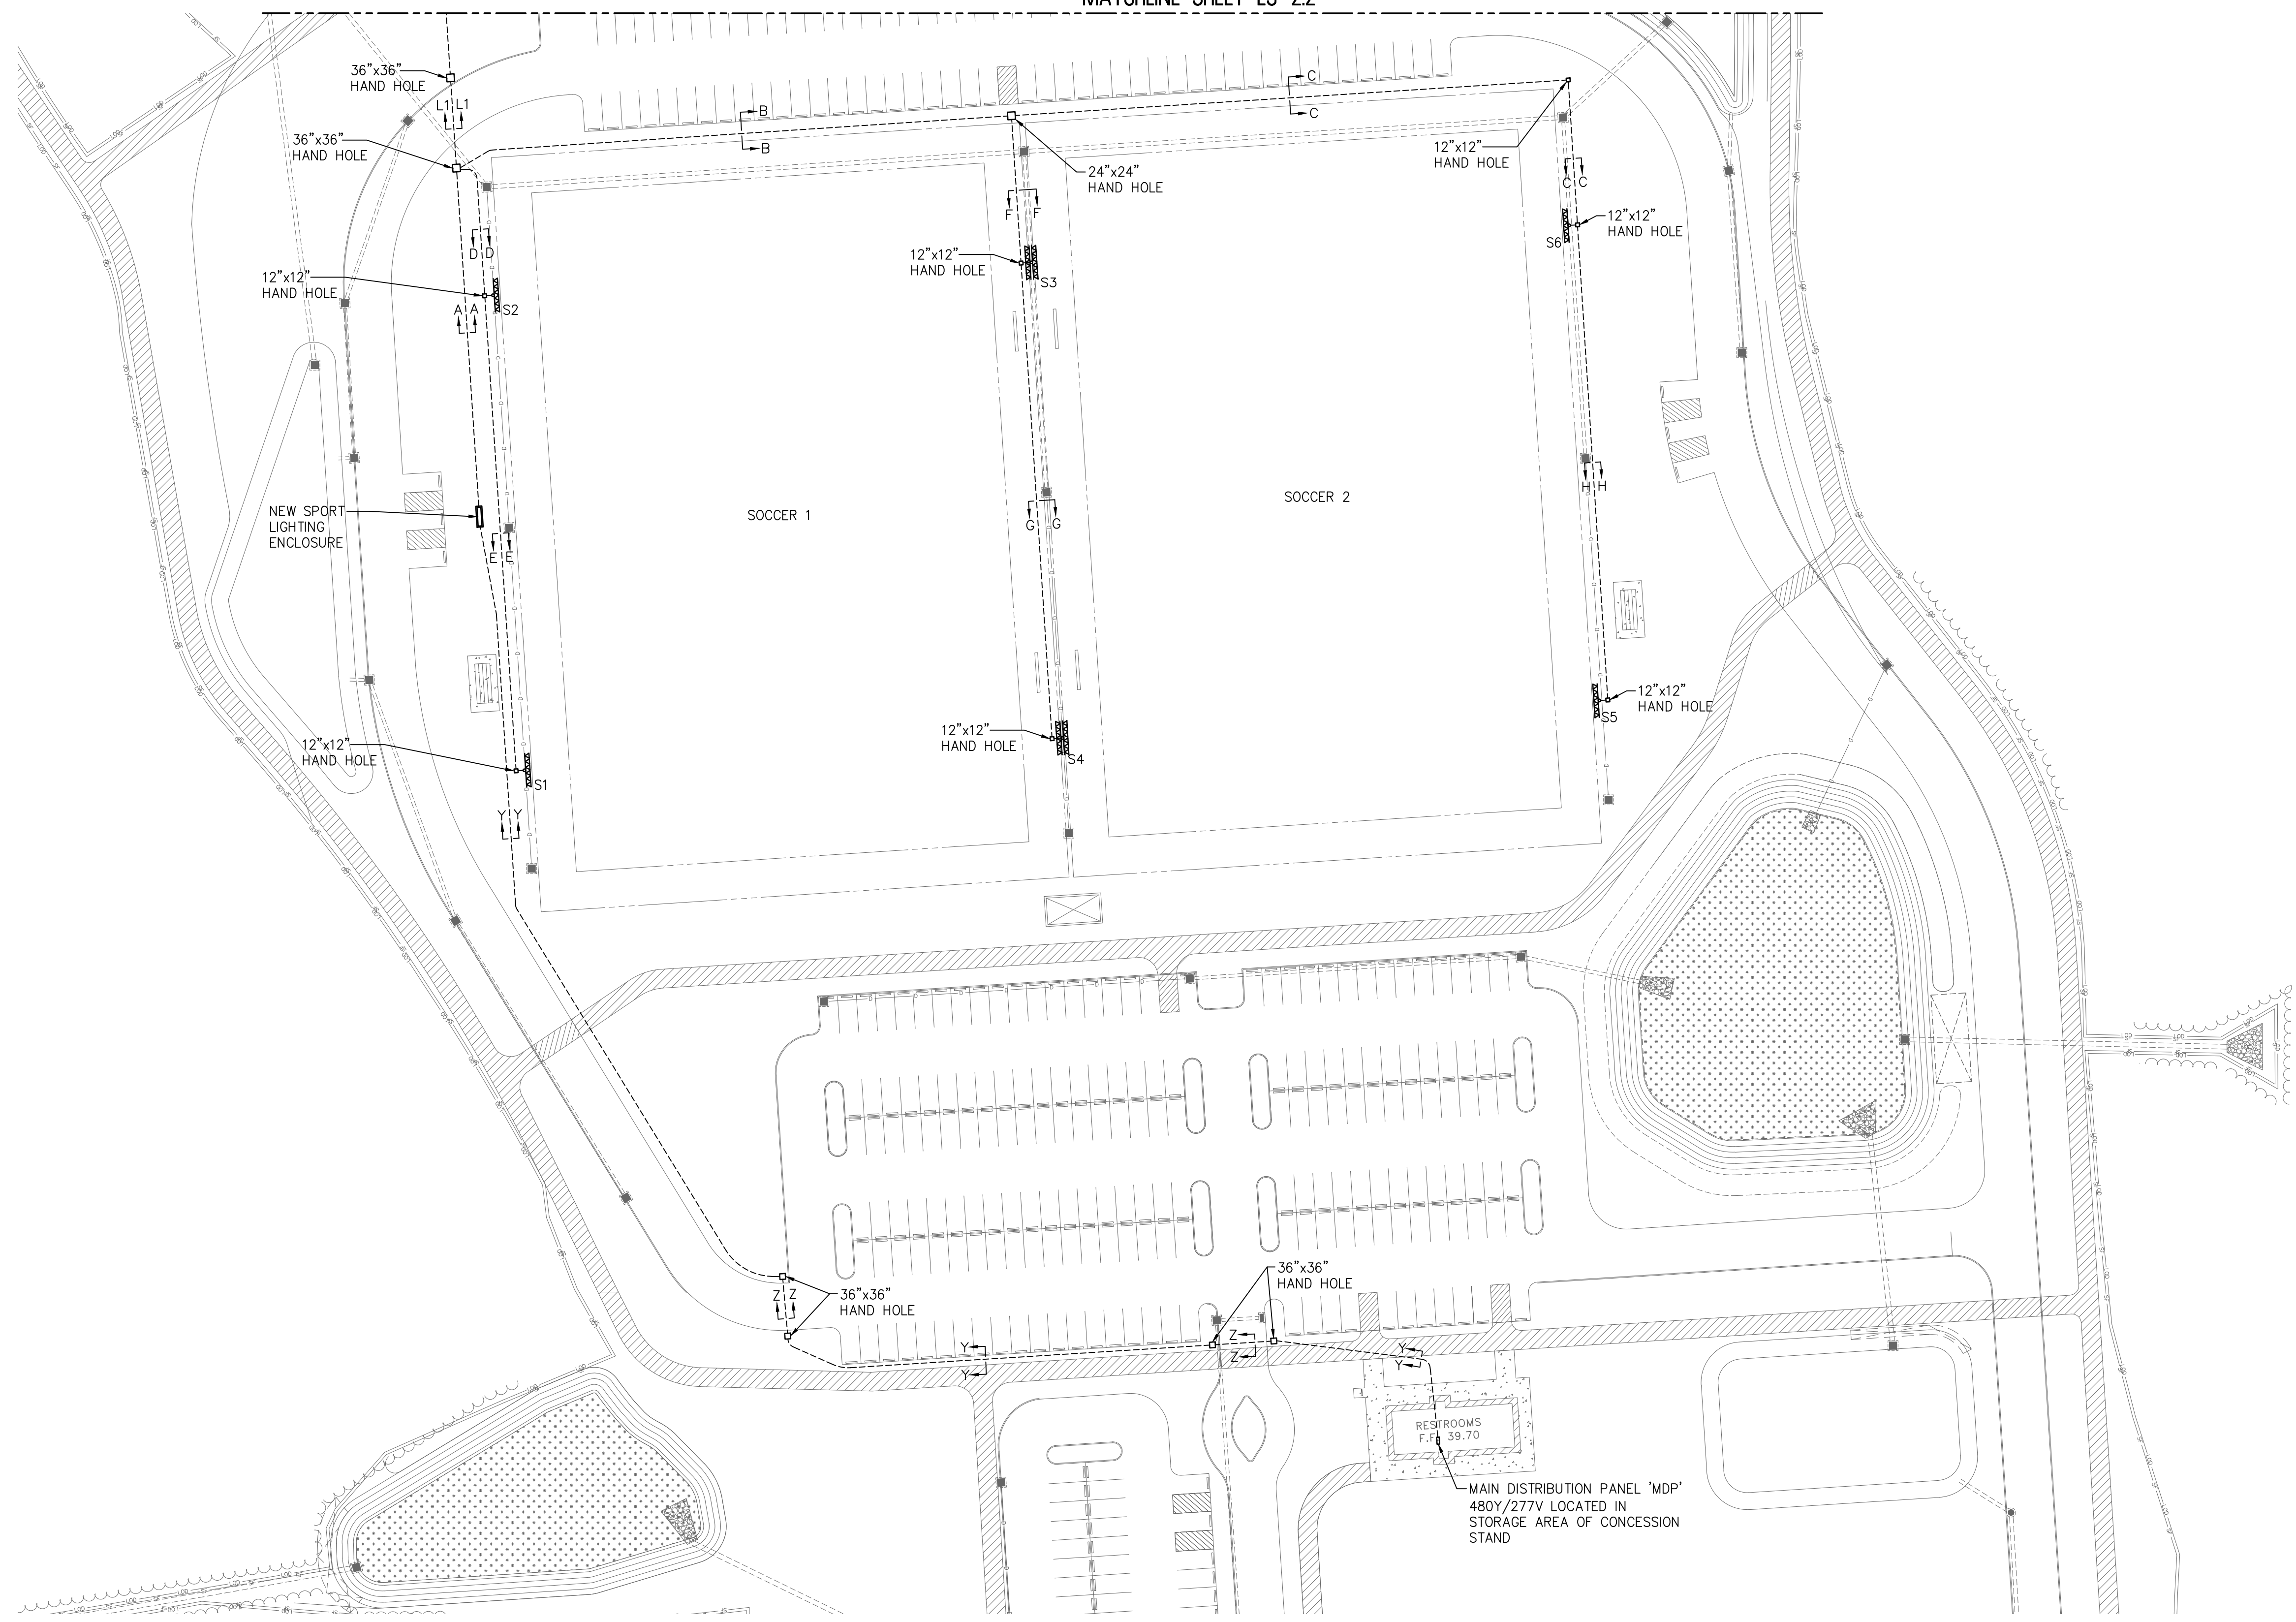 MATCHLINE SHEET ES-2.2
36"x36"
HAND HOLE
L1 L1
36"x36"
HAND HOLE
B
B
C
C
24"x24"
HAND HOLE
12"x12"
HAND HOLE
C C
12"x12"
HAND HOLE
S6
D D
F F
12"x12"
HAND HOLE
S3
12"x12"
HAND HOLE
S2
A A
NEW SPORT
LIGHTING
ENCLOSURE
E E
SOCCER 1
SOCCER 2
G G
H H
12"x12"
HAND HOLE
S5
12"x12"
HAND HOLE
S4
12"x12"
HAND HOLE
S1
Y Y
36"x36"
HAND HOLE
Z Z
36"x36"
HAND HOLE
Z
Z
Y
Y
Y
Y
RESTROOMS
F.F. 39.70
MAIN DISTRIBUTION PANEL 'MDP'
480Y/277V LOCATED IN
STORAGE AREA OF CONCESSION
STAND